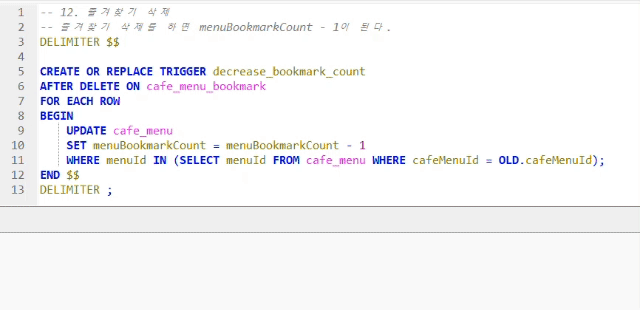 1 -- 12. 즐겨찾기 삭제
2 -- 즐겨찾기 삭제를 하면 menuBookmarkCount - 1이 된다.
3 DELIMITER $$
4
5 CREATE OR REPLACE TRIGGER decrease_bookmark_count
6 AFTER DELETE ON cafe_menu_bookmark
7 FOR EACH ROW
8 BEGIN
9 UPDATE cafe_menu
10 SET menuBookmarkCount = menuBookmarkCount - 1
11 WHERE menuId IN (SELECT menuId FROM cafe_menu WHERE cafeMenuId = OLD.cafeMenuId);
12 END $$
13 DELIMITER ;